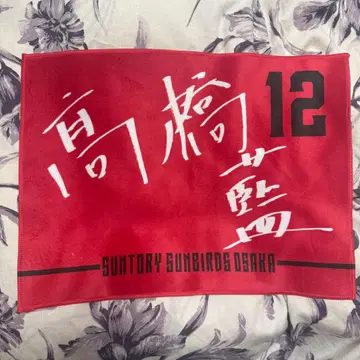 高橋藍
12
SUNTORY SUNBIRDS OSAKA